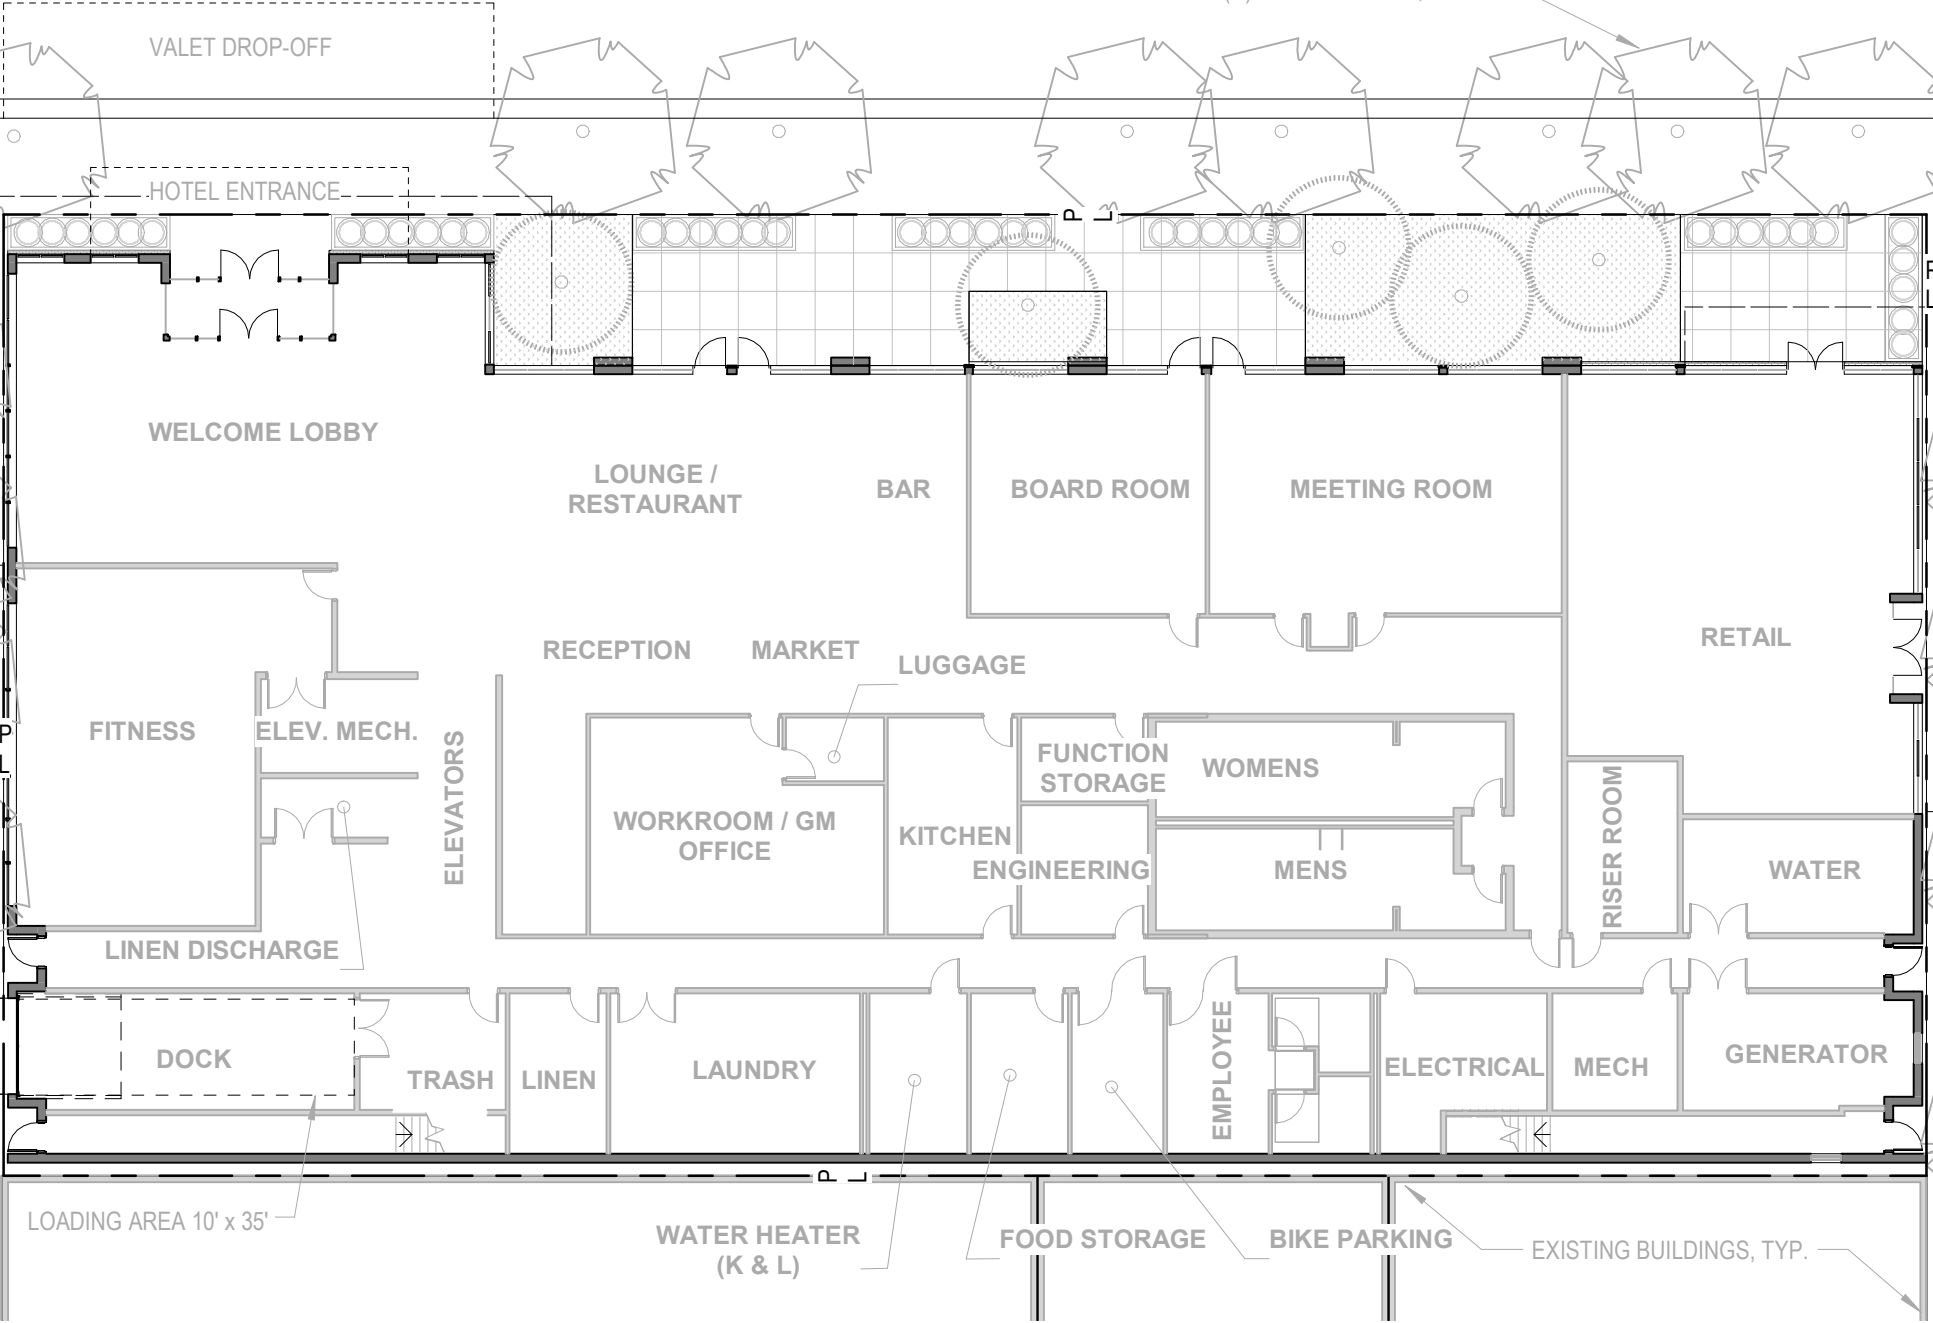 VALET DROP-OFF
HOTEL ENTRANCE
P L
P L
WELCOME LOBBY
LOUNGE /
RESTAURANT
BAR
BOARD ROOM
MEETING ROOM
RETAIL
RECEPTION
MARKET
LUGGAGE
FITNESS
ELEV. MECH.
ELEVATORS
P L
WORKROOM / GM
OFFICE
KITCHEN
FUNCTION
STORAGE
ENGINEERING
WOMENS
MENS
RISER ROOM
WATER
LINEN DISCHARGE
DOCK
TRASH
LINEN
LAUNDRY
EMPLOYEE
ELECTRICAL
MECH
GENERATOR
P L
LOADING AREA 10' x 35'
WATER HEATER
(K & L)
FOOD STORAGE
BIKE PARKING
EXISTING BUILDINGS, TYP.